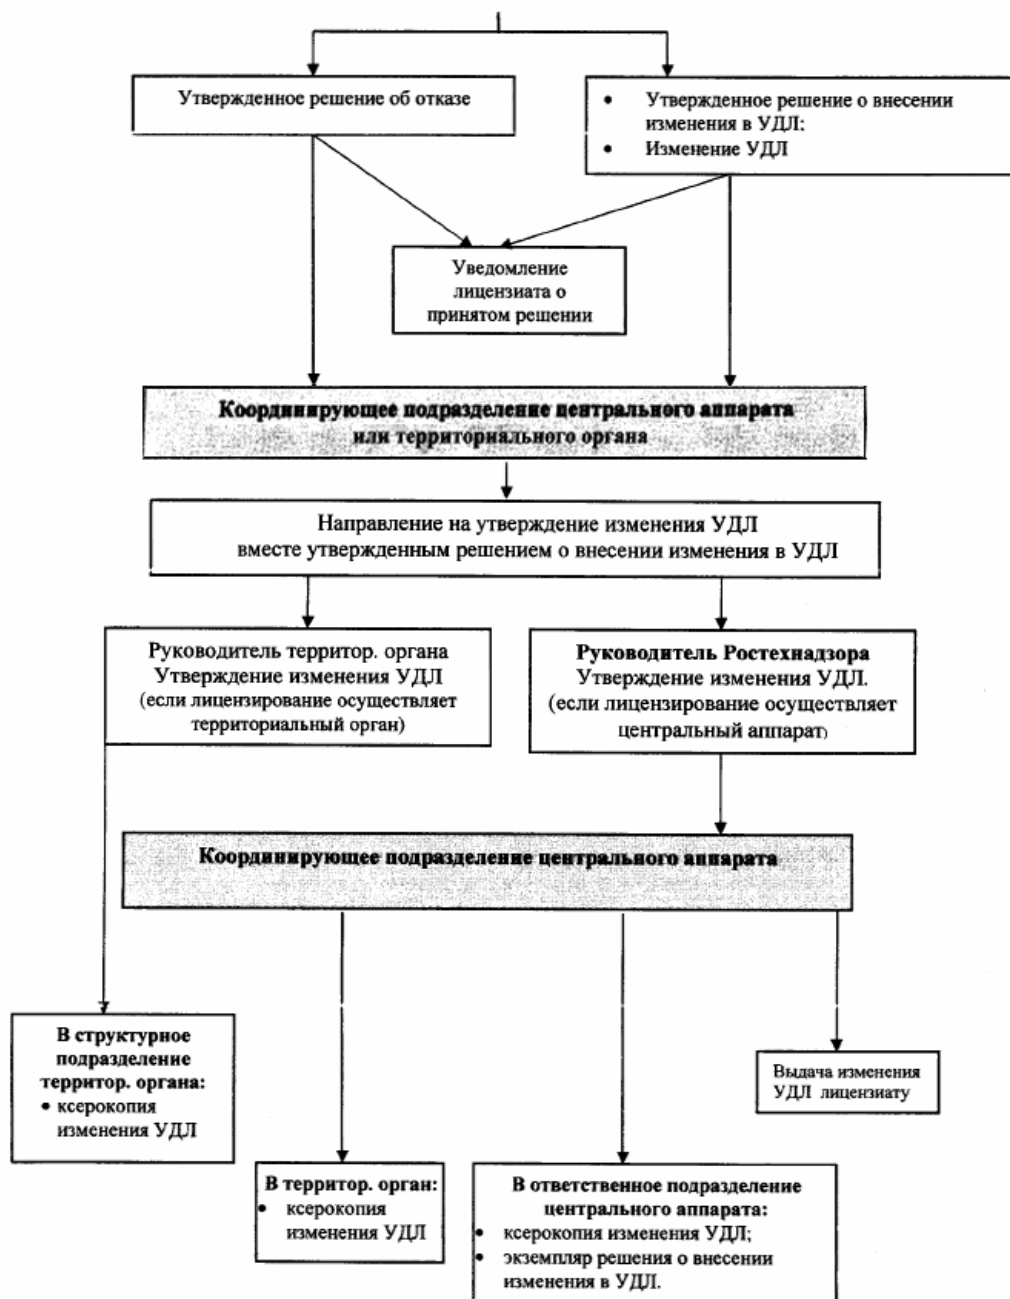 Утвержденное решение об отказе
• Утвержденное решение о внесении
изменения в УДЛ:
• Изменение УДЛ
Уведомление
лицензиата о
принятом решении
Координирующее подразделение центрального аппарата
или территориального органа
Направление на утверждение изменения УДЛ
вместе утвержденным решением о внесении изменения в УДЛ
Руководитель территор. органа
Утверждение изменения УДЛ
(если лицензирование осуществляет
территориальный орган)
Руководитель Ростехнадзора
Утверждение изменения УДЛ.
(если лицензирование осуществляет
центральный аппарат)
Координирующее подразделение центрального аппарата
В структурное
подразделение
территор. органа:
• ксерокопия
изменения УДЛ
Выдача изменения
УДЛ лицензиату
В территор. орган:
• ксерокопия
изменения УДЛ
В ответственное подразделение
центрального аппарата:
• ксерокопия изменения УДЛ;
• экземпляр решения о внесении
изменения в УДЛ.